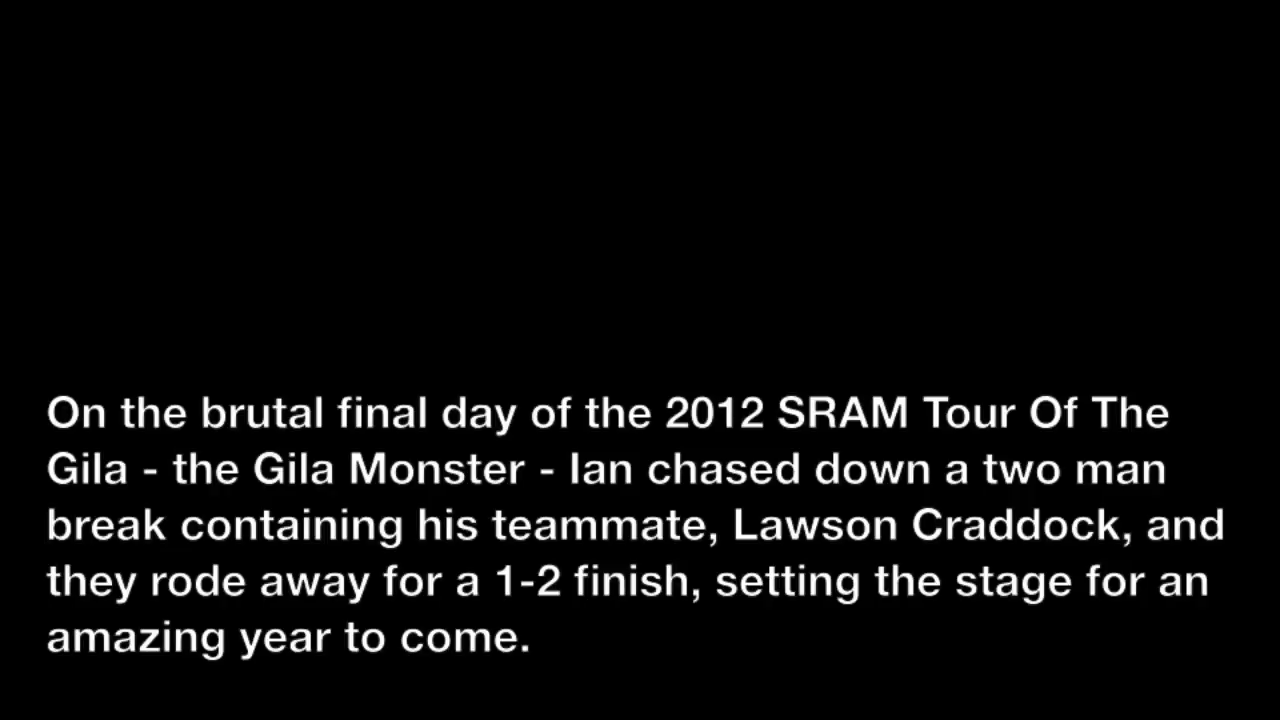 On the brutal final day of the 2012 SRAM Tour Of The
Gila - the Gila Monster - Ian chased down a two man
break containing his teammate, Lawson Craddock, and
they rode away for a 1-2 finish, setting the stage for an
amazing year to come.